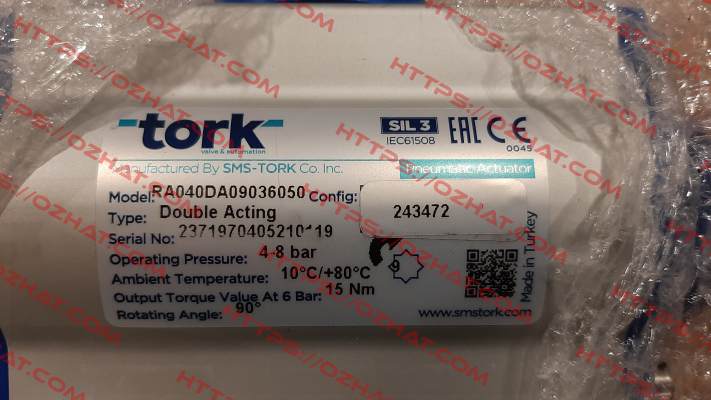 tork
valve & automation
SIL 3
IEC61508
EAC CE
0045
Manufactured By SMS-TORK Co. Inc.
Pneumatic Actuator
Model: RA040DA09036050 Config:
243472
Type: Double Acting
Serial No: 2371970405210119
Operating Pressure: 4-8 bar
Ambient Temperature: 10°C/+80°C
9
Output Torque Value At 6 Bar: 15 Nm
Rotating Angle: 90°
www.smstork.com
Made in Turkey
HTTPS://OZHAT.COM